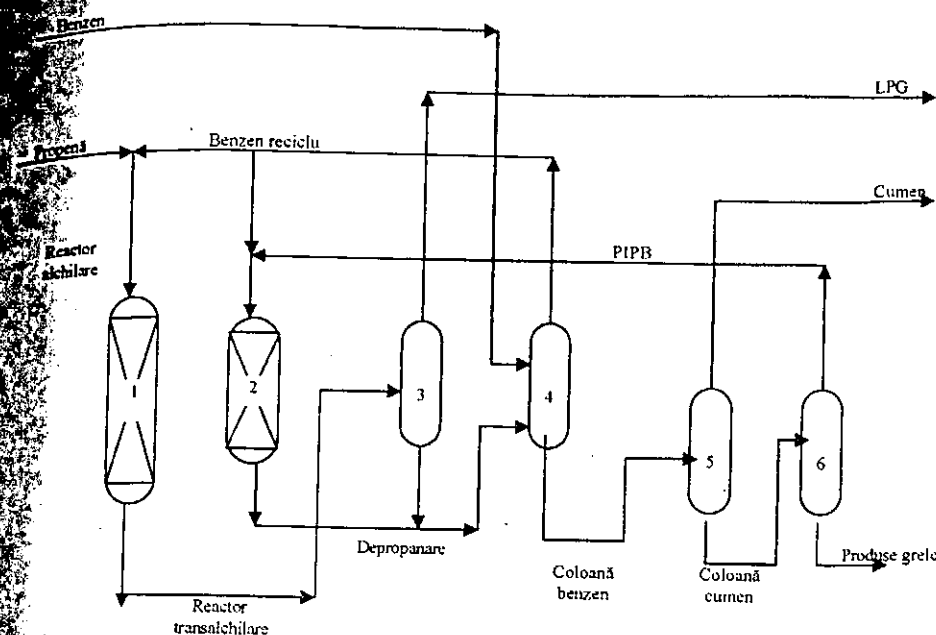 Benzen
LPG
Propenă
Benzen reciclu
Cumen
PIPB
Reactor
alchilare
1
2
3
4
5
6
Depropanare
Produse grele
Coloană
benzen
Coloană
cumen
Reactor
transalchilare